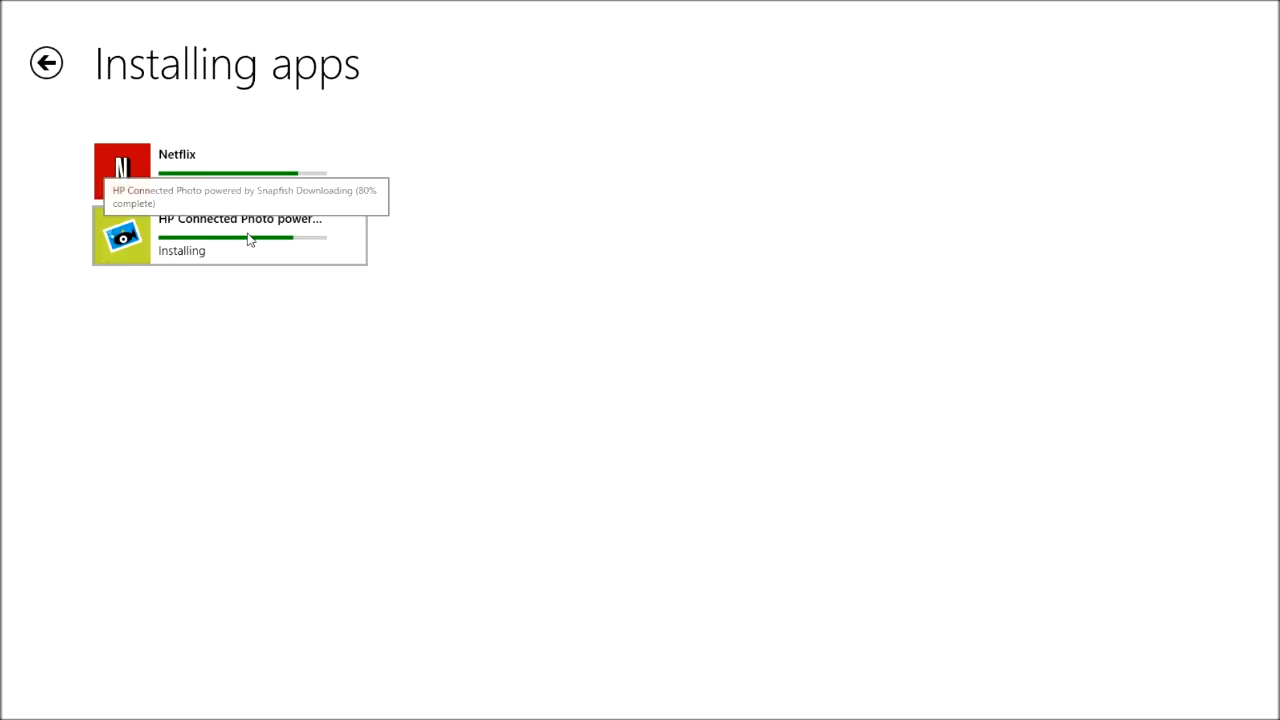 Installing apps
Netflix
N
HP Connected Photo powered by Snapfish Downloading (80%
complete)
HP Connected Photo power...
Installing